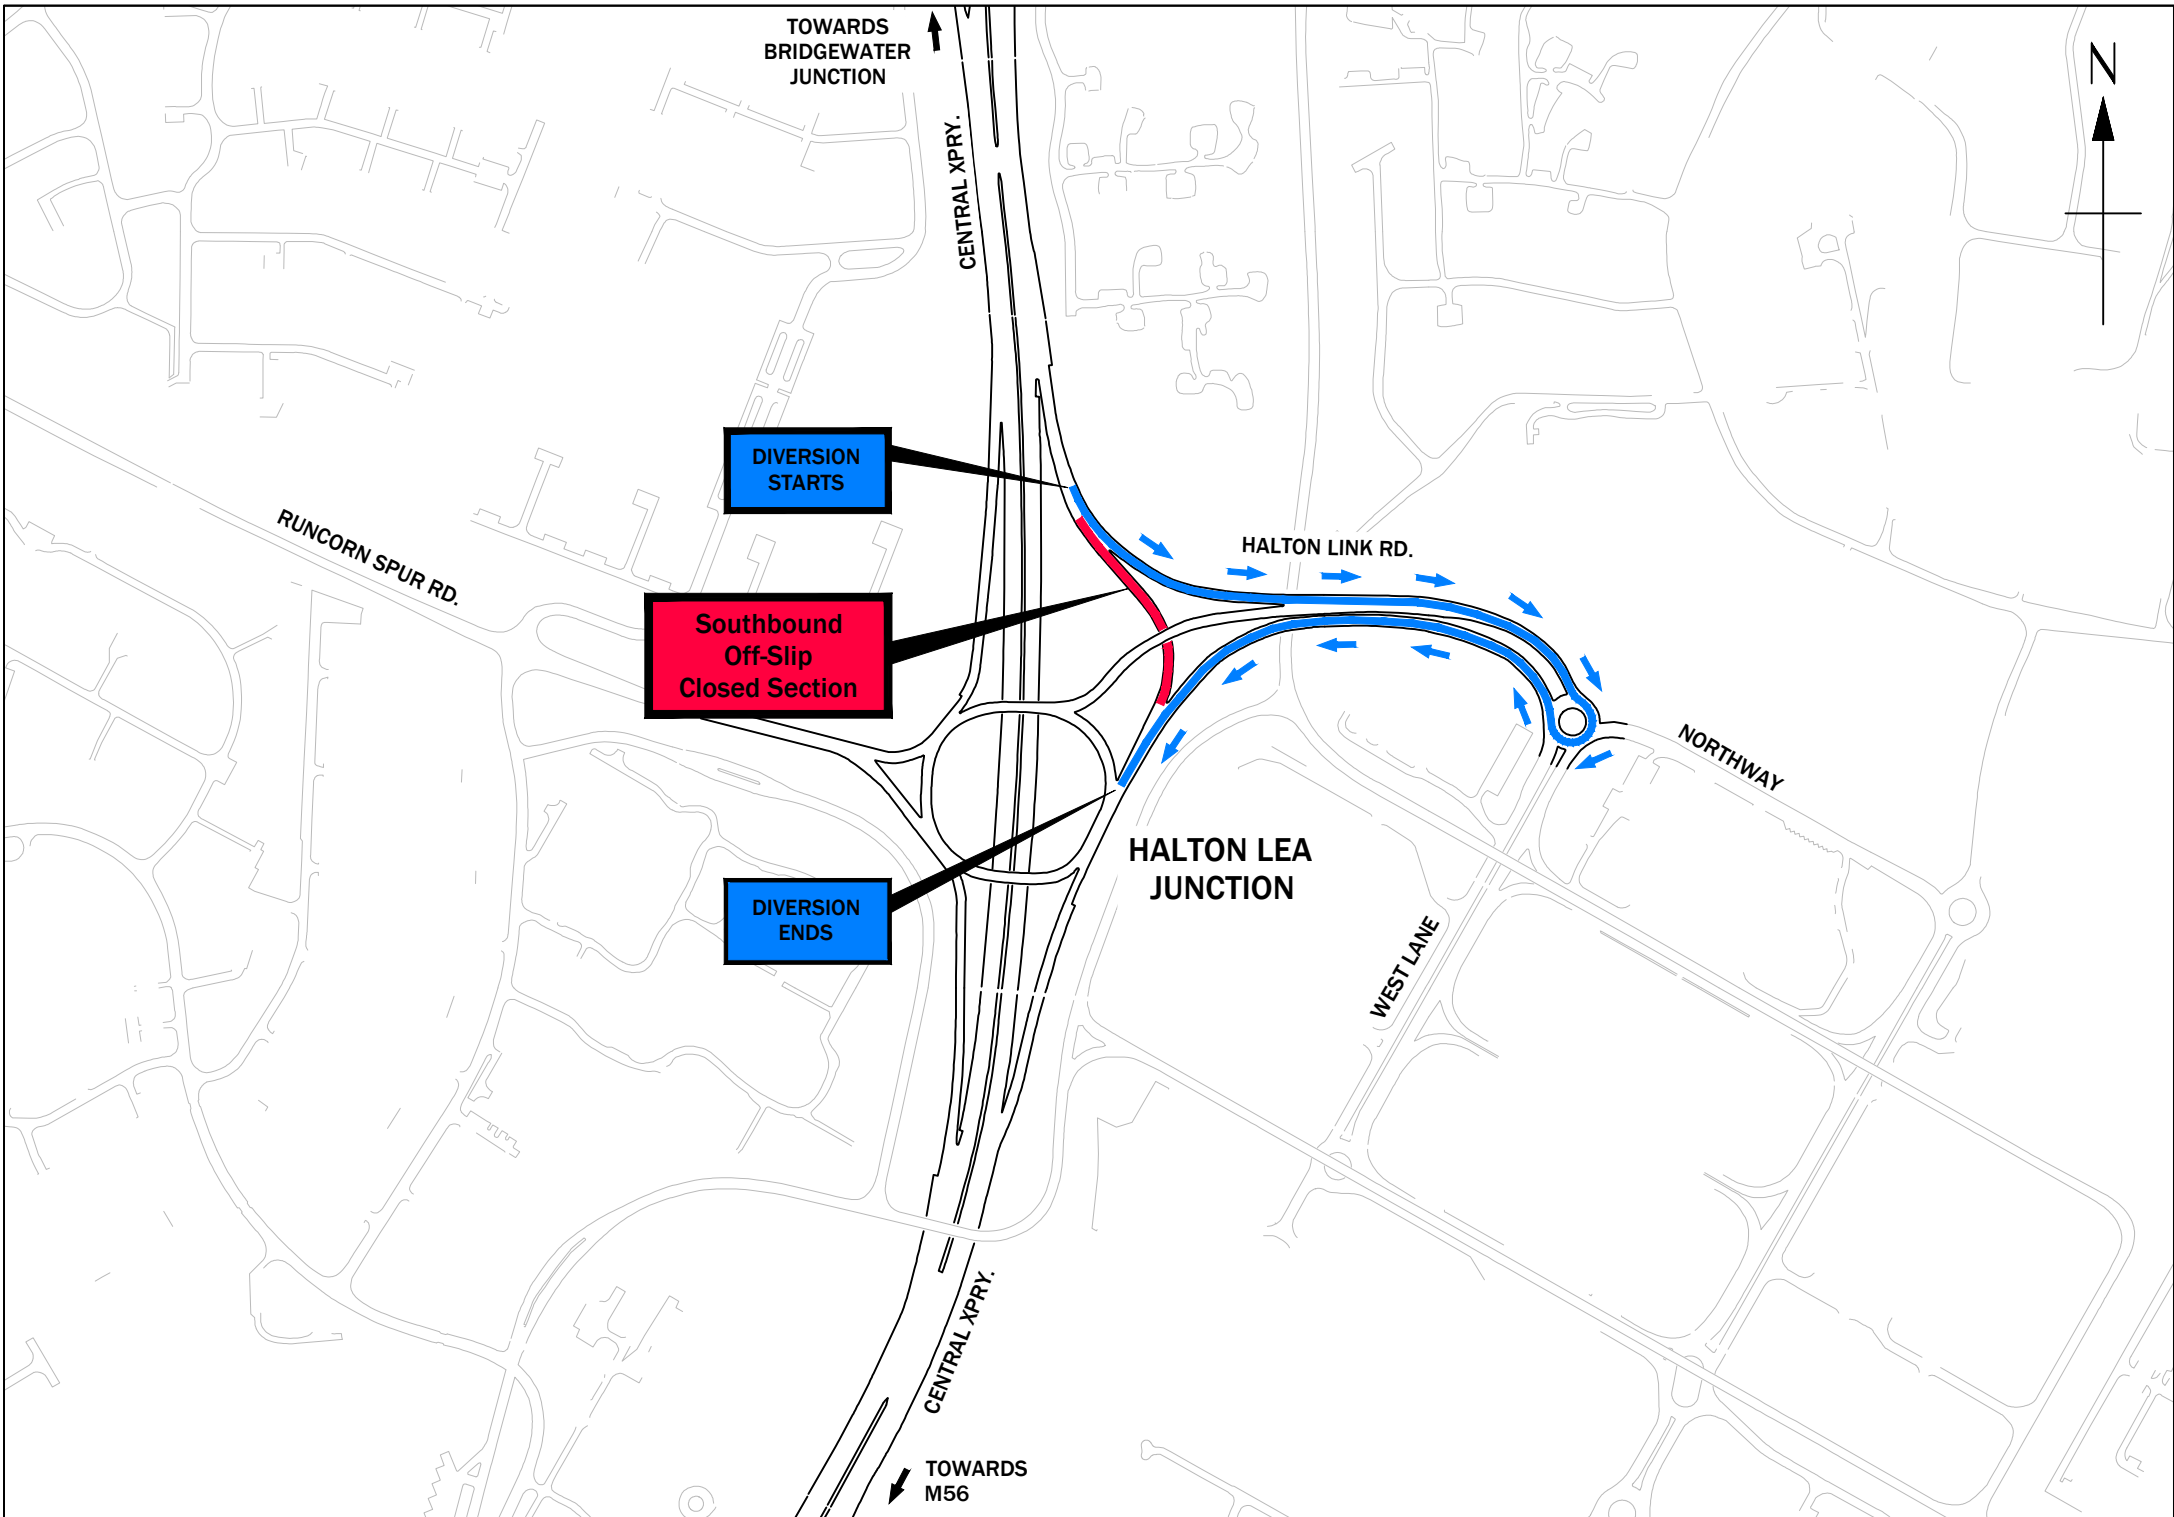 TOWARDS
BRIDGEWATER
JUNCTION
N
CENTRAL XPRY.
DIVERSION
STARTS
RUNCORN SPUR RD.
HALTON LINK RD.
Southbound
Off-Slip
Closed Section
NORTHWAY
HALTON LEA
JUNCTION
DIVERSION
ENDS
WEST LANE
CENTRAL XPRY.
TOWARDS
M56